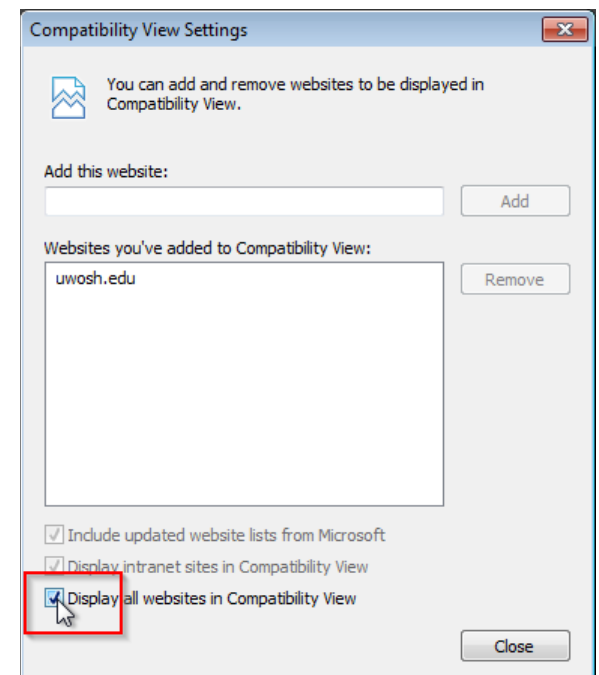 Compatibility View Settings
You can add and remove websites to be displayed in
Compatibility View.
Add this website:
Add
Websites you've added to Compatibility View:
uwosh.edu
Remove
Include updated website lists from Microsoft
Display intranet sites in Compatibility View
Display all websites in Compatibility View
Close